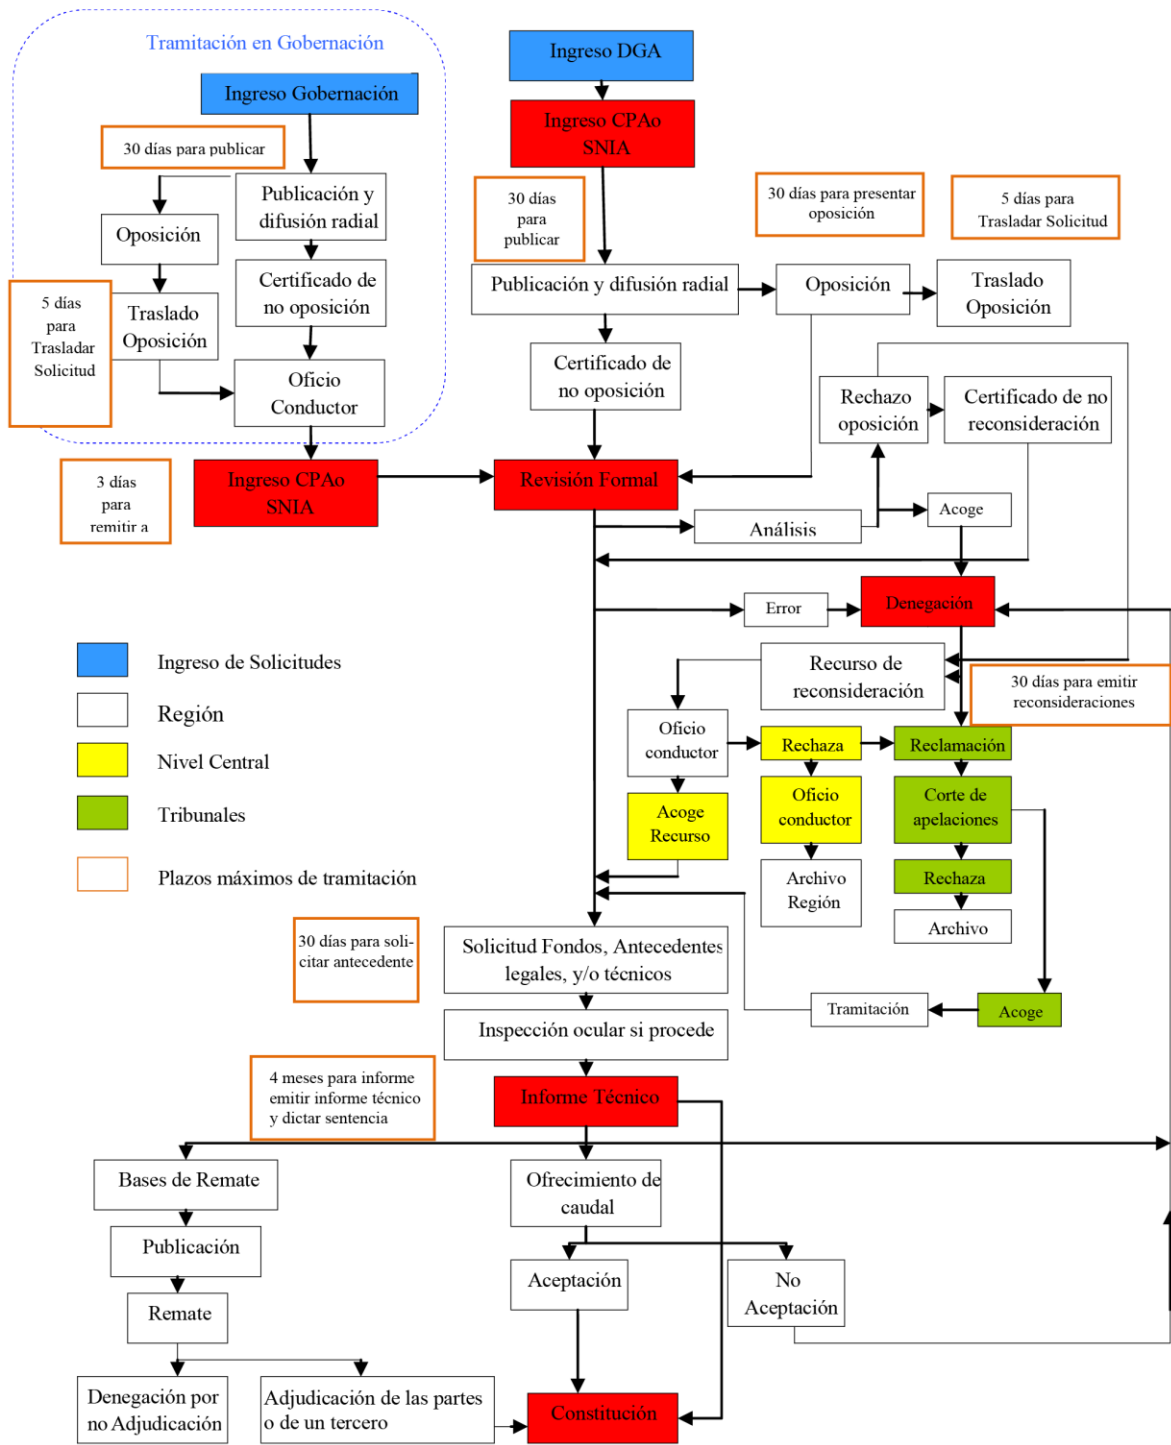 Tramitación en Gobernación
Ingreso Gobernación
30 días para publicar
Publicación y
difusión radial
Oposición
Certificado de
no oposición
5 días
para
Trasladar
Solicitud
Traslado
Oposición
Oficio
Conductor
3 días
para
remitir a
Ingreso CPAo
SNIA
Ingreso DGA
Ingreso CPAo
SNIA
30 días
para
publicar
30 días para presentar
oposición
5 días para
Trasladar Solicitud
Publicación y difusión radial
Oposición
Traslado
Oposición
Certificado de
no oposición
Rechazo
oposición
Certificado de no
reconsideración
Revisión Formal
Análisis
Acoge
Error
Denegación
Recurso de
reconsideración
30 días para emitir
reconsideraciones
Oficio
conductor
Rechaza
Reclamación
Acoge
Recurso
Oficio
conductor
Corte de
apelaciones
Archivo
Región
Rechaza
Archivo
Ingreso de Solicitudes
Región
Nivel Central
Tribunales
Plazos máximos de tramitación
30 días para soli-
citar antecedente
Solicitud Fondos, Antecedentes
legales, y/o técnicos
Tramitación
Acoge
Inspección ocular si procede
4 meses para informe
emitir informe técnico
y dictar sentencia
Informe Técnico
Bases de Remate
Ofrecimiento de
caudal
Publicación
Aceptación
No
Aceptación
Remate
Denegación por
no Adjudicación
Adjudicación de las partes
o de un tercero
Constitución